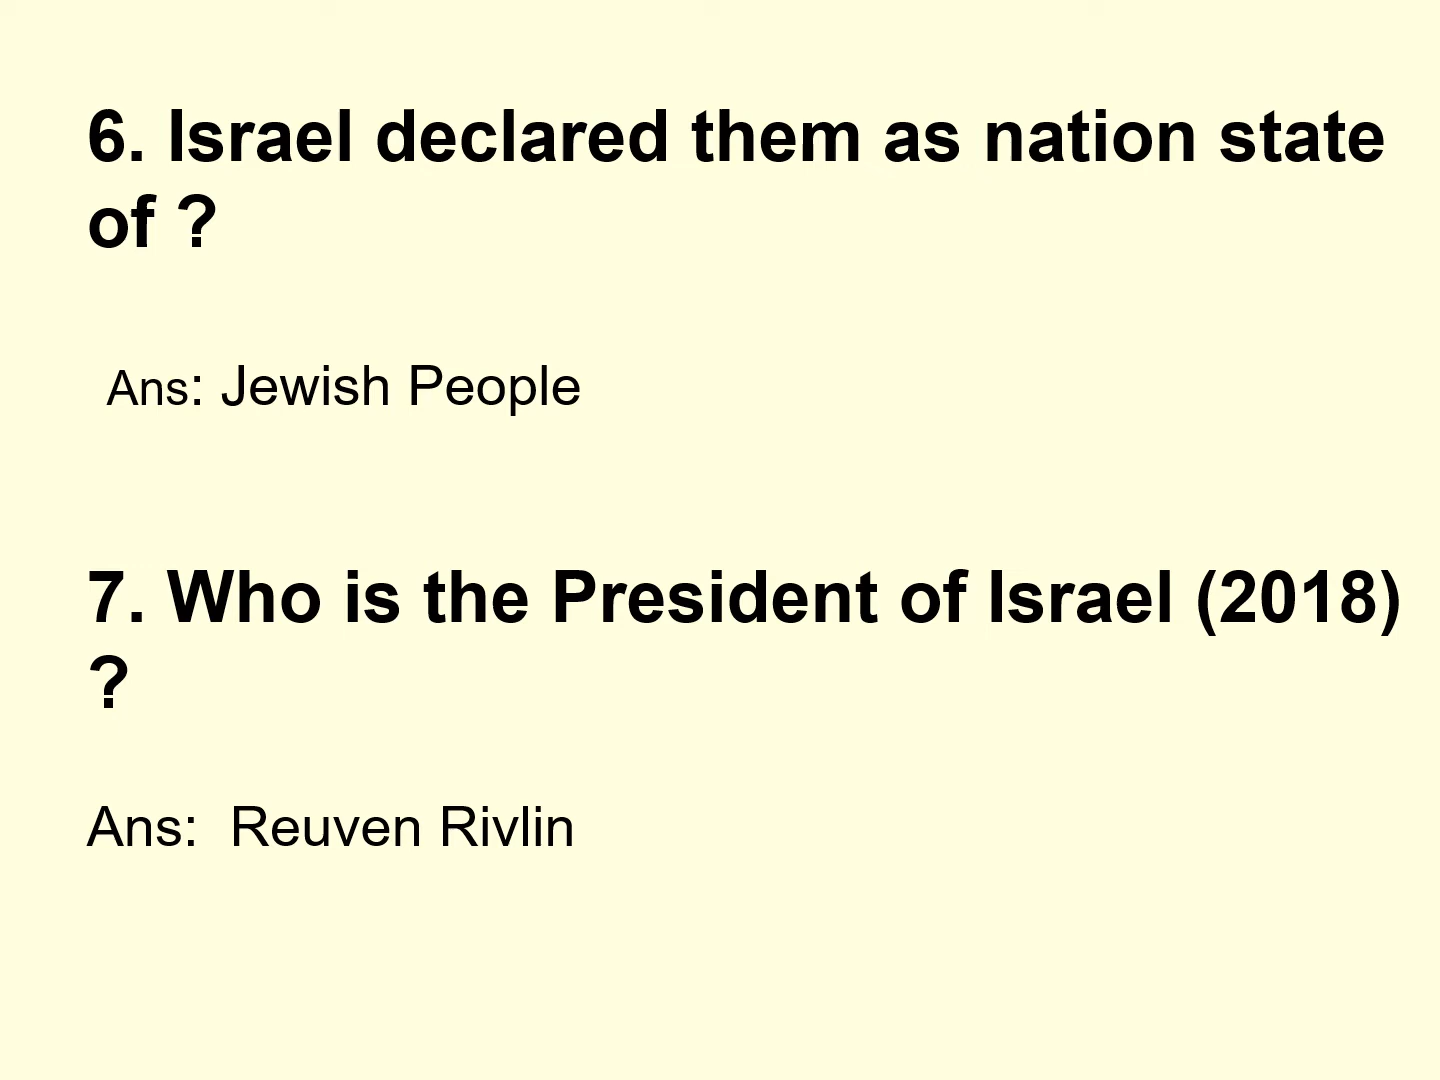 6. Israel declared them as nation state
of ?
Ans: Jewish People
7. Who is the President of Israel (2018)
?
Ans: Reuven Rivlin